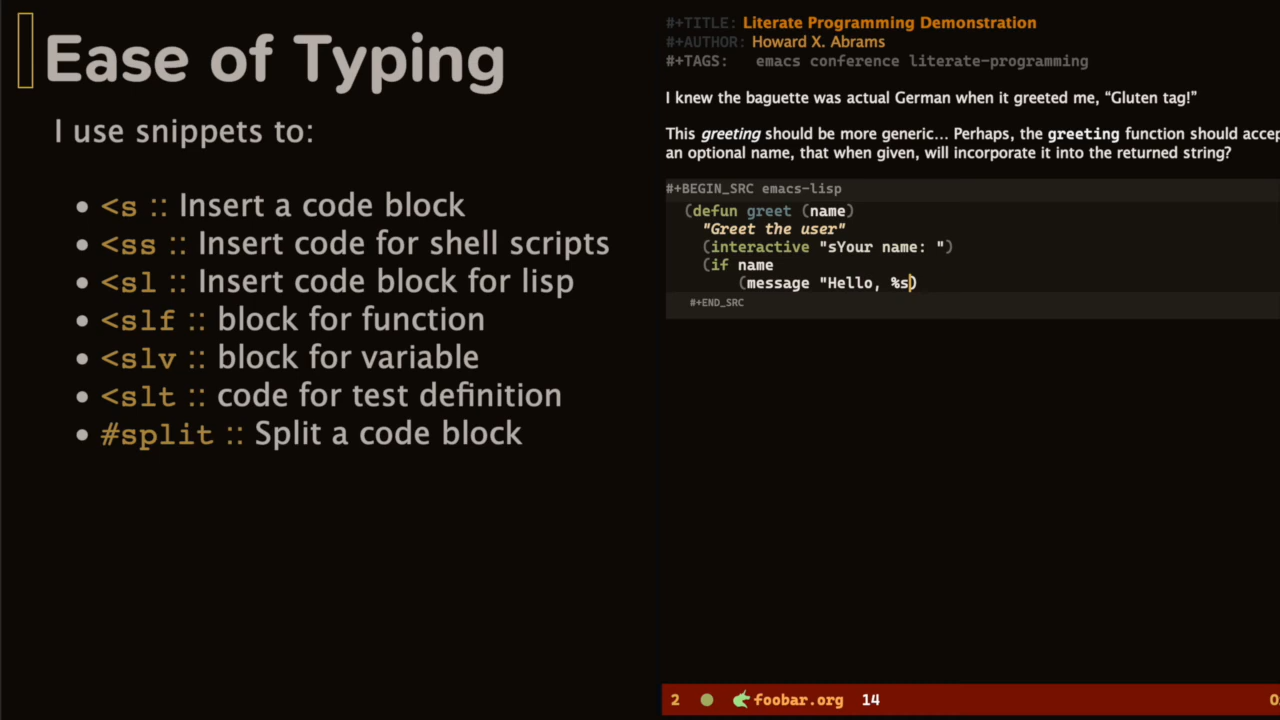 Ease of Typing
I use snippets to:
• <s :: Insert a code block
• <ss :: Insert code for shell scripts
• <sl :: Insert code block for lisp
• <slf :: block for function
• <slv :: block for variable
• <slt :: code for test definition
• #split :: Split a code block
#+TITLE: Literate Programming Demonstration
#+AUTHOR: Howard X. Abrams
#+TAGS: emacs conference literate-programming
I knew the baguette was actual German when it greeted me, “Gluten tag!”
This greeting should be more generic… Perhaps, the greeting function should accep
an optional name, that when given, will incorporate it into the returned string?
#+BEGIN_SRC emacs-lisp
(defun greet (name)
"Greet the user"
(interactive "sYour name: ")
(if name
(message "Hello, %s)
#+END_SRC
2 foobar.org 14 0